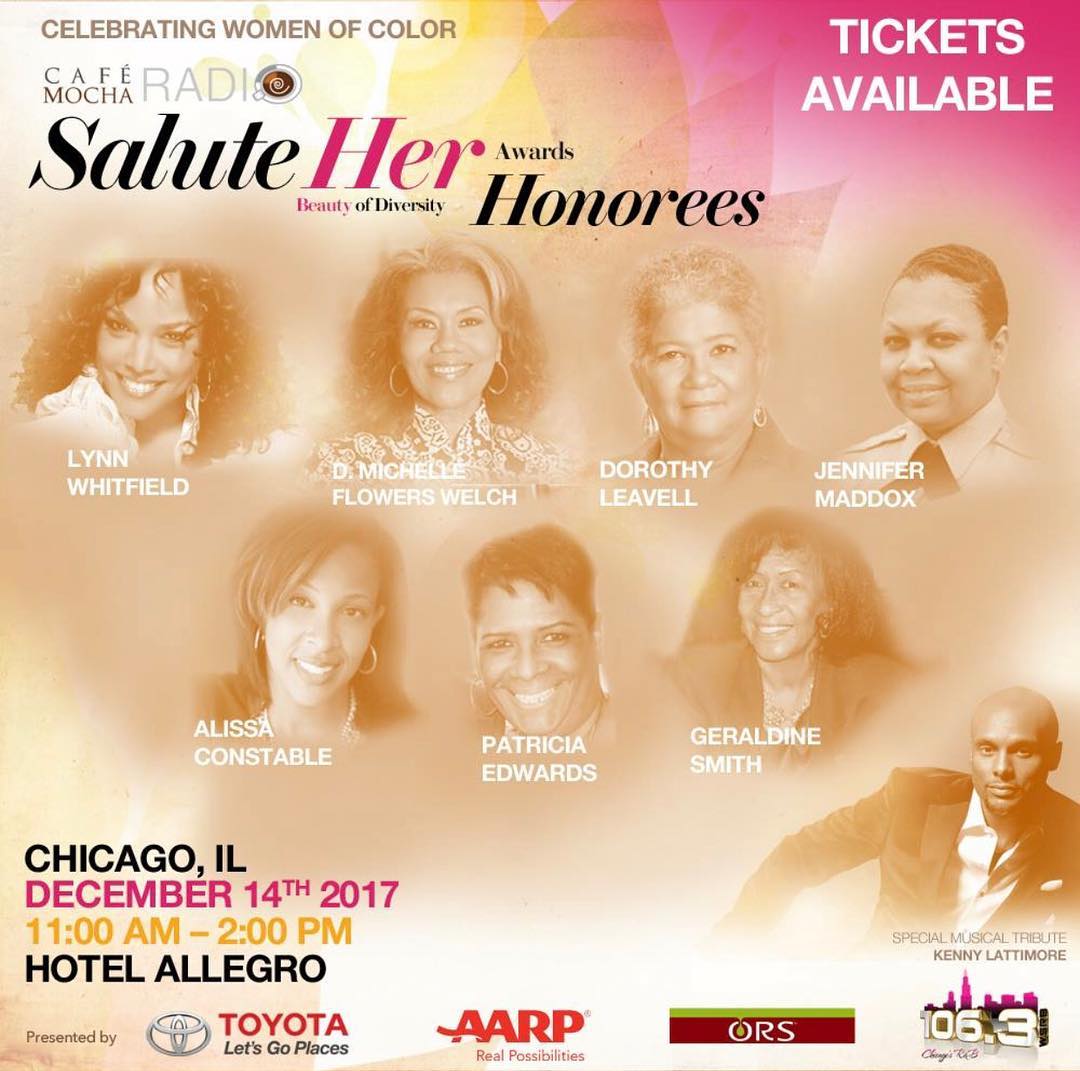 CELEBRATING WOMEN OF COLOR
TICKETS
AVAILABLE
CAFÉ
MOCHA RADIO
Salute Her Awards
Beauty of Diversity
Honorees
LYNN
WHITFIELD
D. MICHELLE
FLOWERS WELCH
DOROTHY
LEAVELL
JENNIFER
MADDOX
ALISSA
CONSTABLE
PATRICIA
EDWARDS
GERALDINE
SMITH
CHICAGO, IL
DECEMBER 14TH 2017
11:00 AM – 2:00 PM
HOTEL ALLEGRO
SPECIAL MUSICAL TRIBUTE
KENNY LATTIMORE
Presented by
TOYOTA
Let's Go Places
AARP®
Real Possibilities
ORS
106.3
WSRB
Chicago's R&B